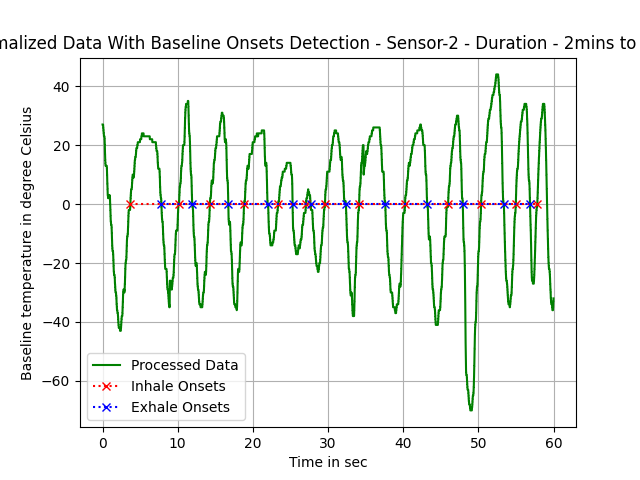 malized Data With Baseline Onsets Detection - Sensor-2 - Duration - 2mins to
Baseline temperature in degree Celsius
40
20
0
−20
−40
−60
Processed Data
Inhale Onsets
Exhale Onsets
0 10 20 30 40 50 60
Time in sec